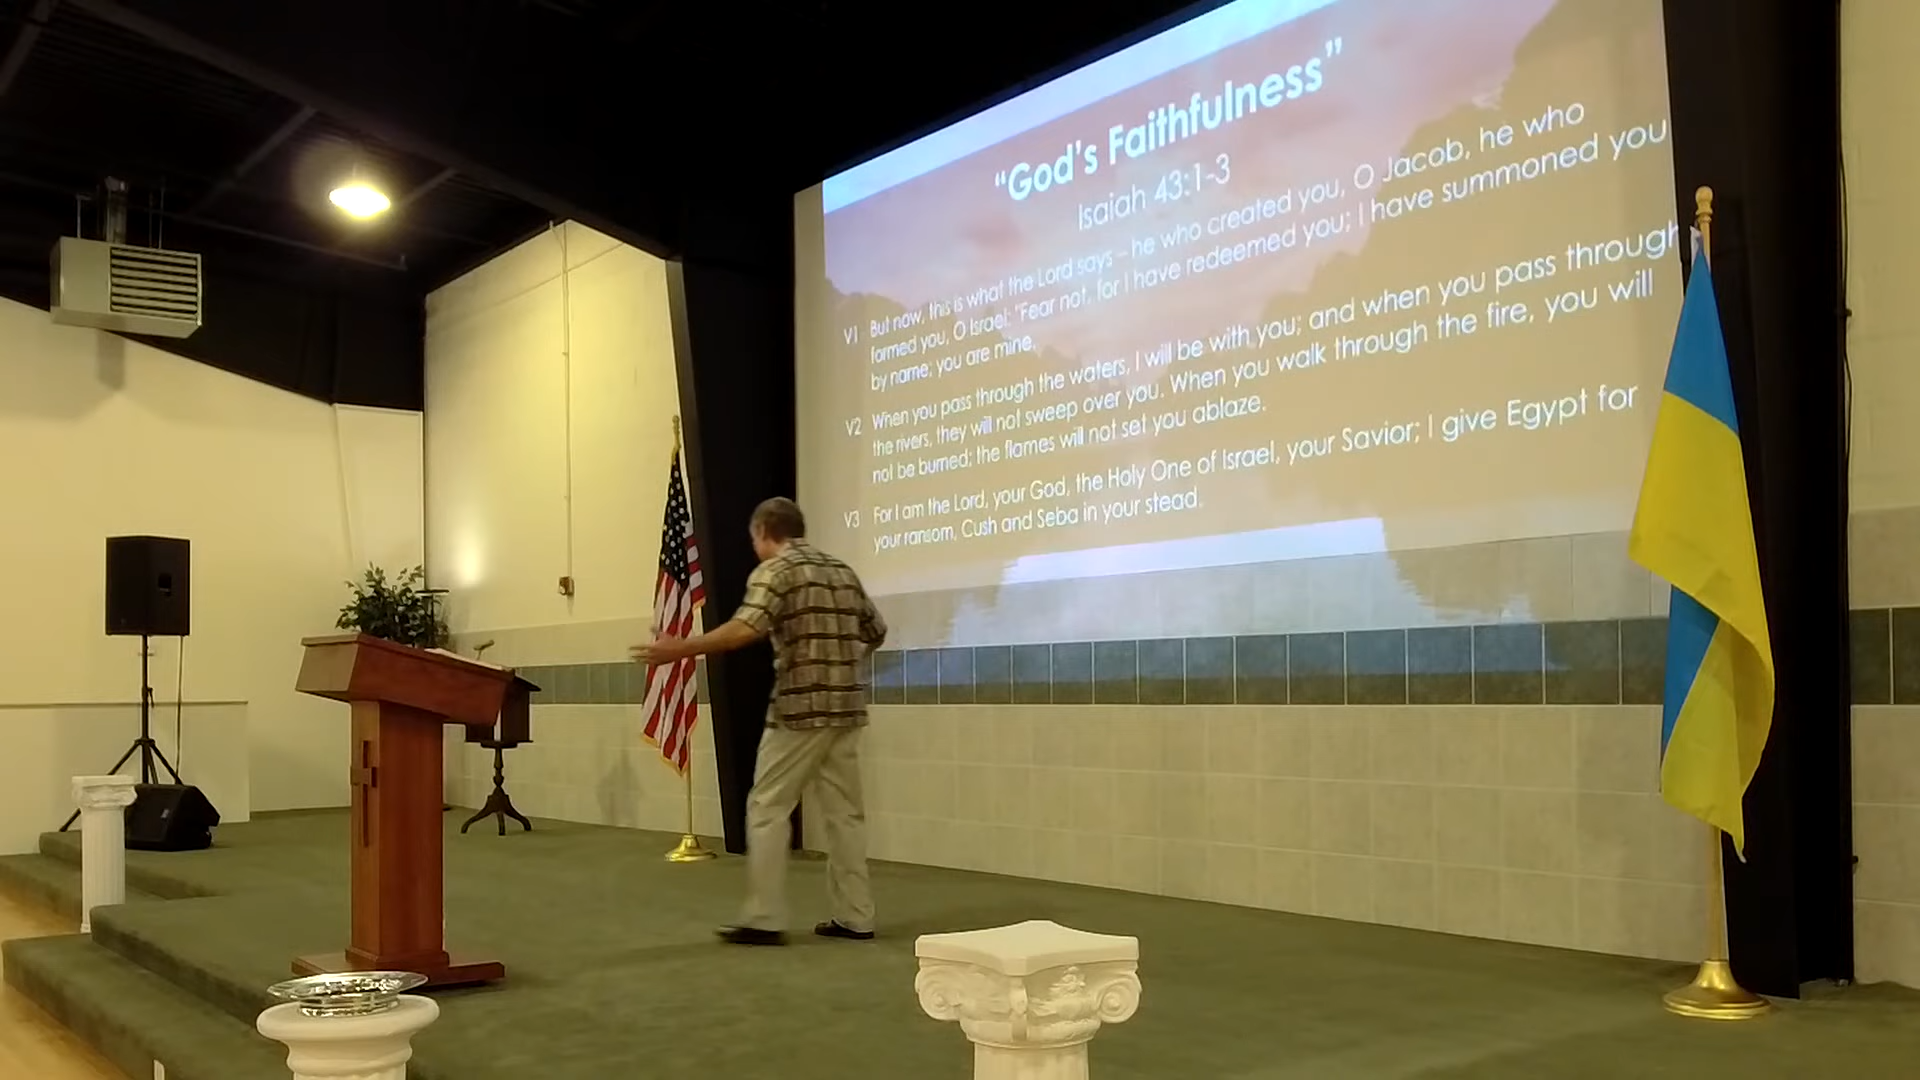 “God’s Faithfulness”
Isaiah 43:1-3
V1 But now, this is what the Lord says – he who created you, O Jacob, he who
formed you, O Israel: "Fear not, for I have redeemed you; I have summoned you
by name; you are mine.
V2 When you pass through the waters, I will be with you; and when you pass through
the rivers, they will not sweep over you. When you walk through the fire, you will
not be burned; the flames will not set you ablaze.
V3 For I am the Lord, your God, the Holy One of Israel, your Savior; I give Egypt for
your ransom, Cush and Seba in your stead.